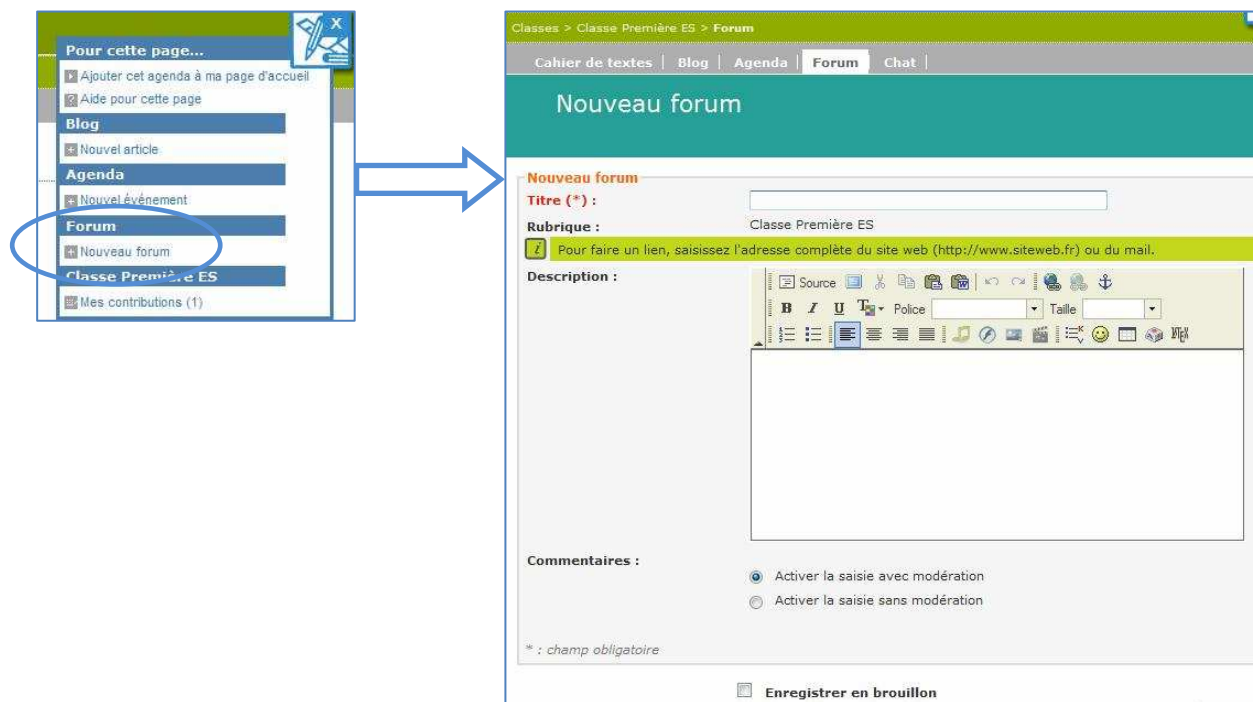 X
Pour cette page...
Ajouter cet agenda à ma page d'accueil
Aide pour cette page
Blog
Nouvel article
Agenda
Nouvel événement
Forum
Nouveau forum
Classe Première ES
Mes contributions (1)
Classes > Classe Première ES > Forum
Cahier de textes | Blog | Agenda | Forum Chat |
Nouveau forum
Nouveau forum
Titre (*) :
Rubrique : Classe Première ES
i Pour faire un lien, saisissez l'adresse complète du site web (http://www.siteweb.fr) ou du mail.
Description :
Source
B I U Police Taille
Commentaires :
Activer la saisie avec modération
Activer la saisie sans modération
* : champ obligatoire
Enregistrer en brouillon